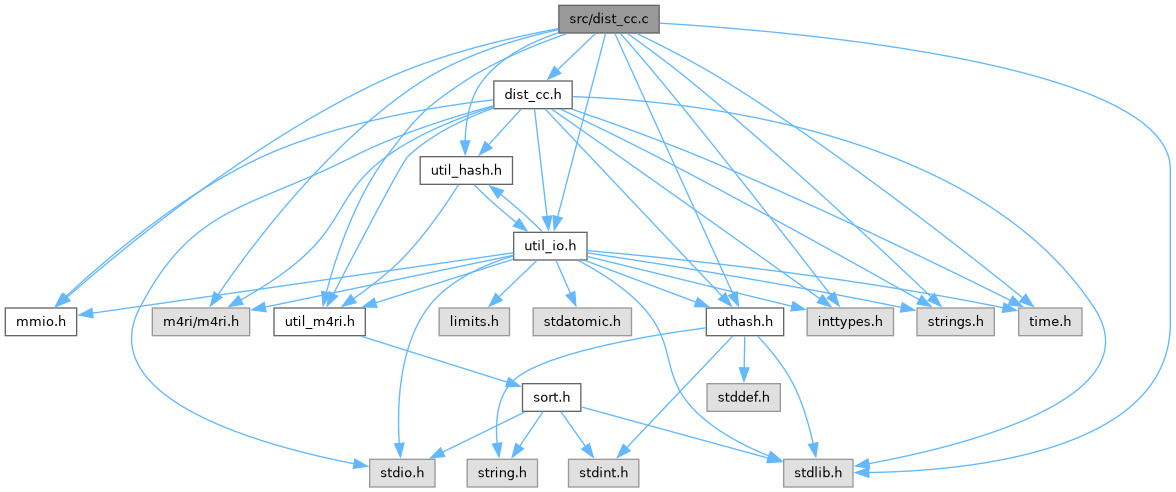 src/dist_cc.c
dist_cc.h
util_hash.h
util_io.h
mmio.h
m4ri/m4ri.h
util_m4ri.h
limits.h
stdatomic.h
uthash.h
inttypes.h
strings.h
time.h
sort.h
stddef.h
stdio.h
string.h
stdint.h
stdlib.h